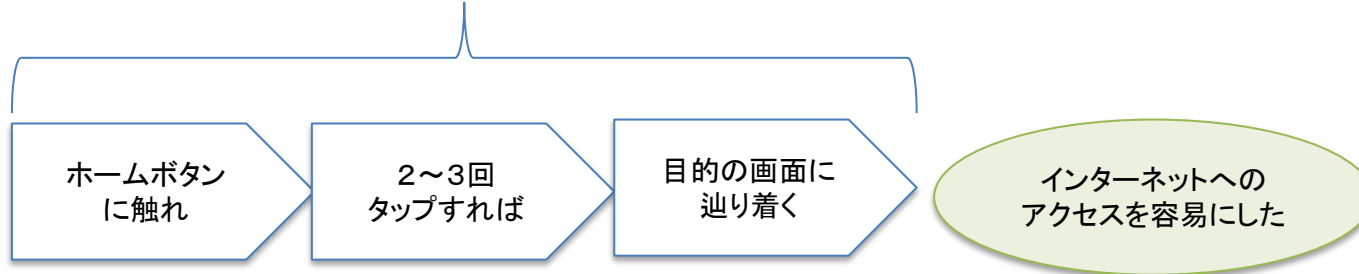 ホームボタン
に触れ
２～３回
タップすれば
目的の画面に
辿り着く
インターネットへの
アクセスを容易にした